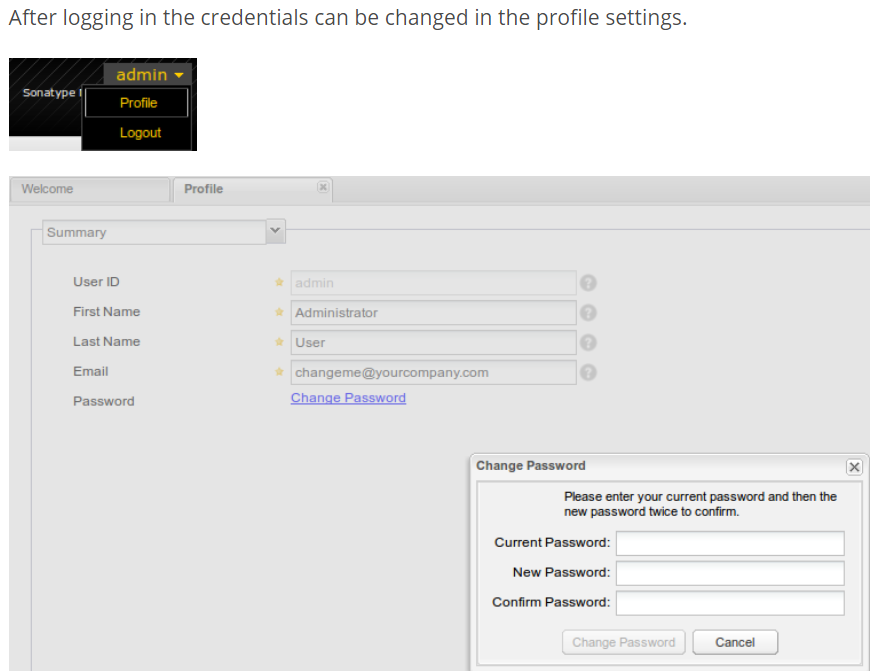 After logging in the credentials can be changed in the profile settings.
admin
Sonatype
Profile
Logout
Welcome
Profile
Summary
User ID
admin
First Name
Administrator
Last Name
User
Email
changeme@yourcompany.com
Password
Change Password
Change Password
Please enter your current password and then the
new password twice to confirm.
Current Password:
New Password:
Confirm Password:
Change Password
Cancel